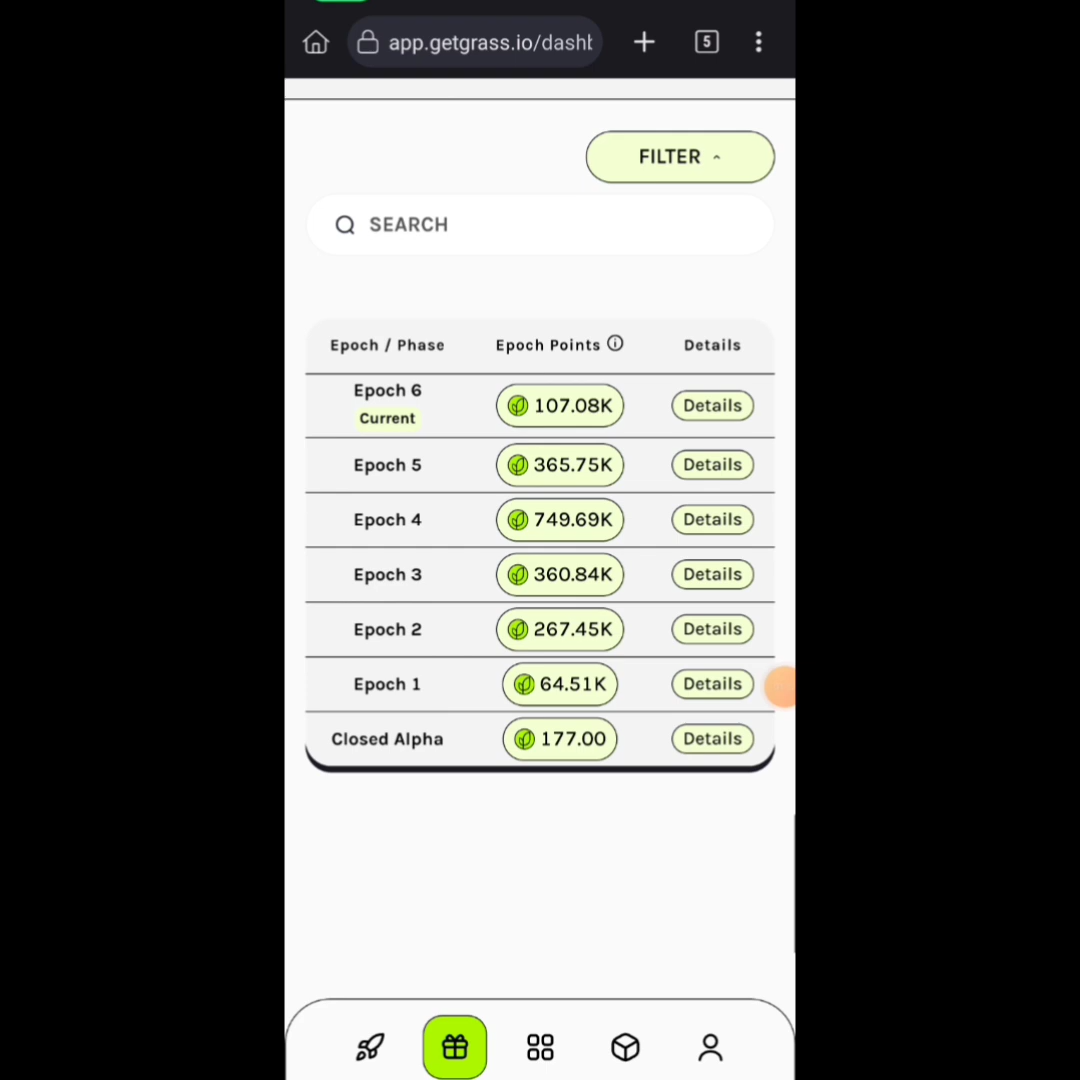 app.getgrass.io/dashb
5
FILTER
SEARCH
Epoch / Phase Epoch Points Details
Epoch 6 107.08K Details
Current
Epoch 5 365.75K Details
Epoch 4 749.69K Details
Epoch 3 360.84K Details
Epoch 2 267.45K Details
Epoch 1 64.51K Details
Closed Alpha 177.00 Details